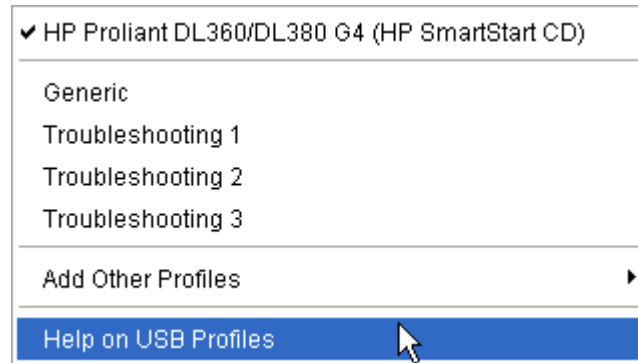 HP Proliant DL360/DL380 G4 (HP SmartStart CD)
Generic
Troubleshooting 1
Troubleshooting 2
Troubleshooting 3
Add Other Profiles
Help on USB Profiles